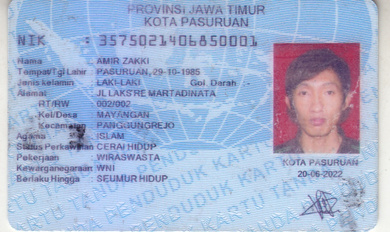 PROVINSI JAWA TIMUR
KOTA PASURUAN
NIK : 3575021406850001
Nama : AMIR ZAKKI
Tempat/Tgl Lahir : PASURUAN, 29-10-1985
Jenis kelamin : LAKI-LAKI Gol. Darah : -
Alamat : JL LAKSTRE MARTADINATA
RT/RW : 002/002
Kel/Desa : MAYANGAN
Kecamatan : PANGGUNGREJO
Agama : ISLAM
Status Perkawinan : CERAI HIDUP
Pekerjaan : WIRASWASTA
Kewarganegaraan : WNI
Berlaku Hingga : SEUMUR HIDUP
KOTA PASURUAN
20-06-2022